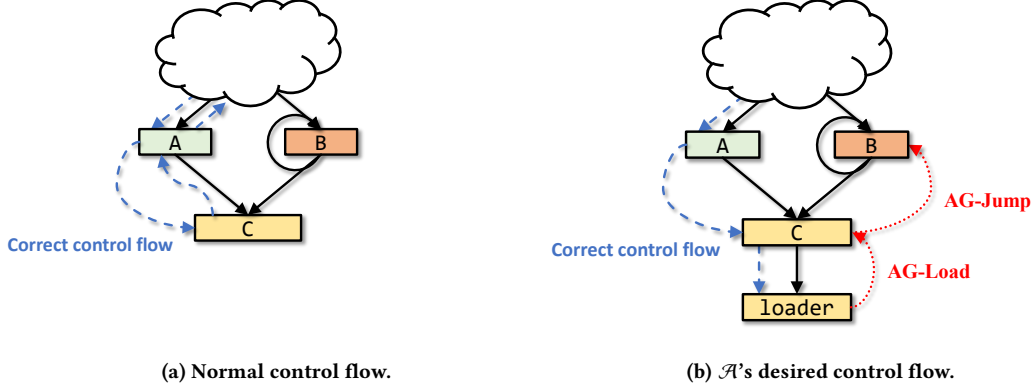 A
B
C
Correct control flow
(a) Normal control flow.
A
B
AG-Jump
C
Correct control flow
AG-Load
loader
(b) 𝒜's desired control flow.